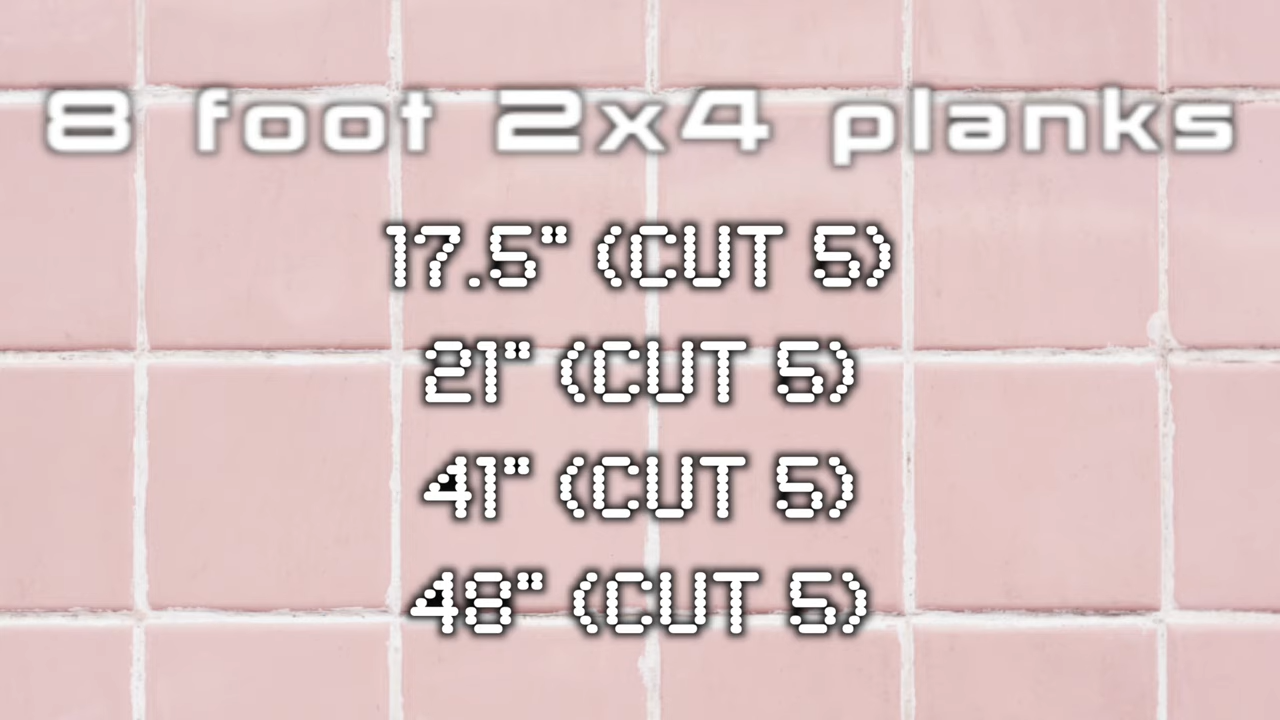 8 foot 2x4 planks
17.5" (CUT 5)
21" (CUT 5)
41" (CUT 5)
48" (CUT 5)